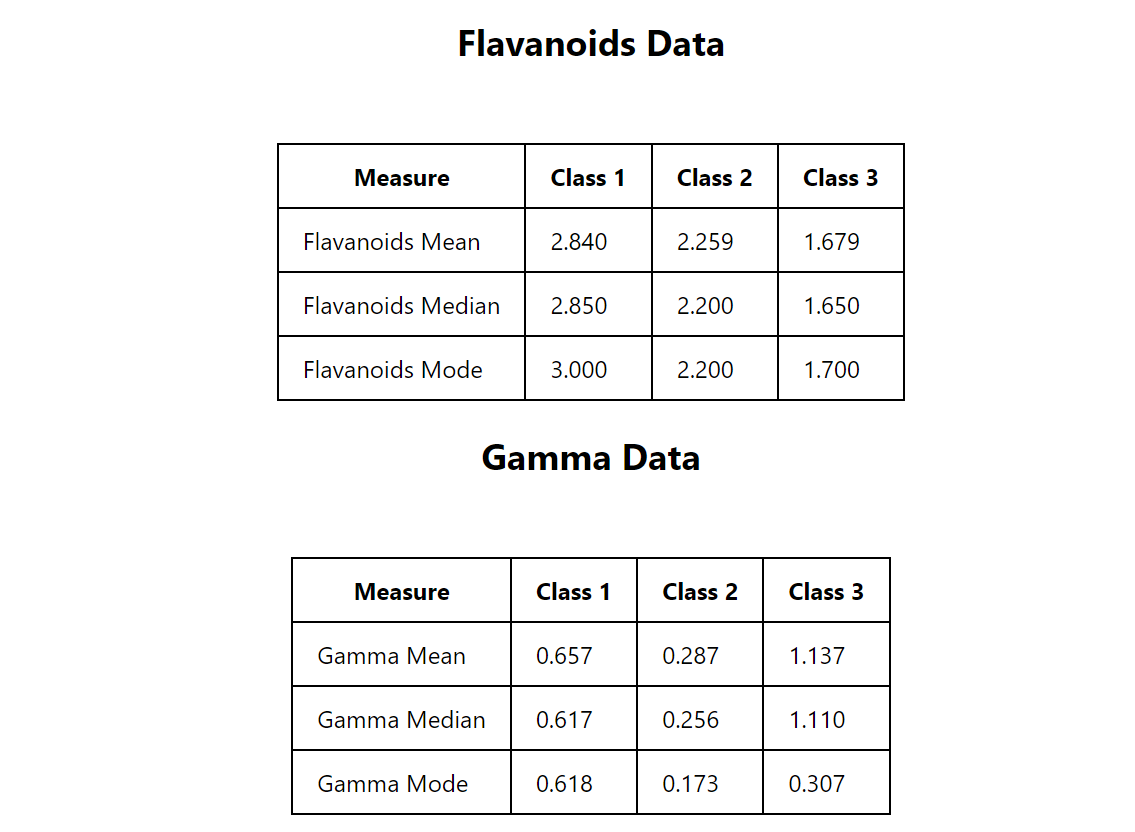 Flavanoids Data
Measure Class 1 Class 2 Class 3
Flavanoids Mean 2.840 2.259 1.679
Flavanoids Median 2.850 2.200 1.650
Flavanoids Mode 3.000 2.200 1.700
Gamma Data
Measure Class 1 Class 2 Class 3
Gamma Mean 0.657 0.287 1.137
Gamma Median 0.617 0.256 1.110
Gamma Mode 0.618 0.173 0.307